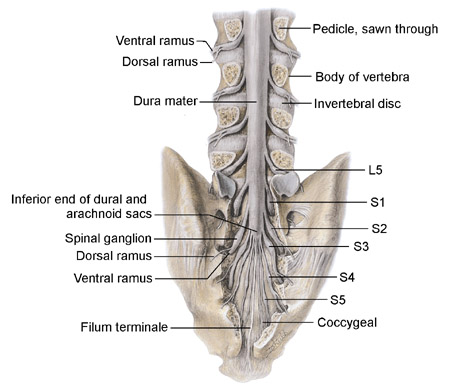 Ventral ramus
Dorsal ramus
Dura mater
Inferior end of dural and
arachnoid sacs
Spinal ganglion
Dorsal ramus
Ventral ramus
Filum terminale
Pedicle, sawn through
Body of vertebra
Invertebral disc
L5
S1
S2
S3
S4
S5
Coccygeal